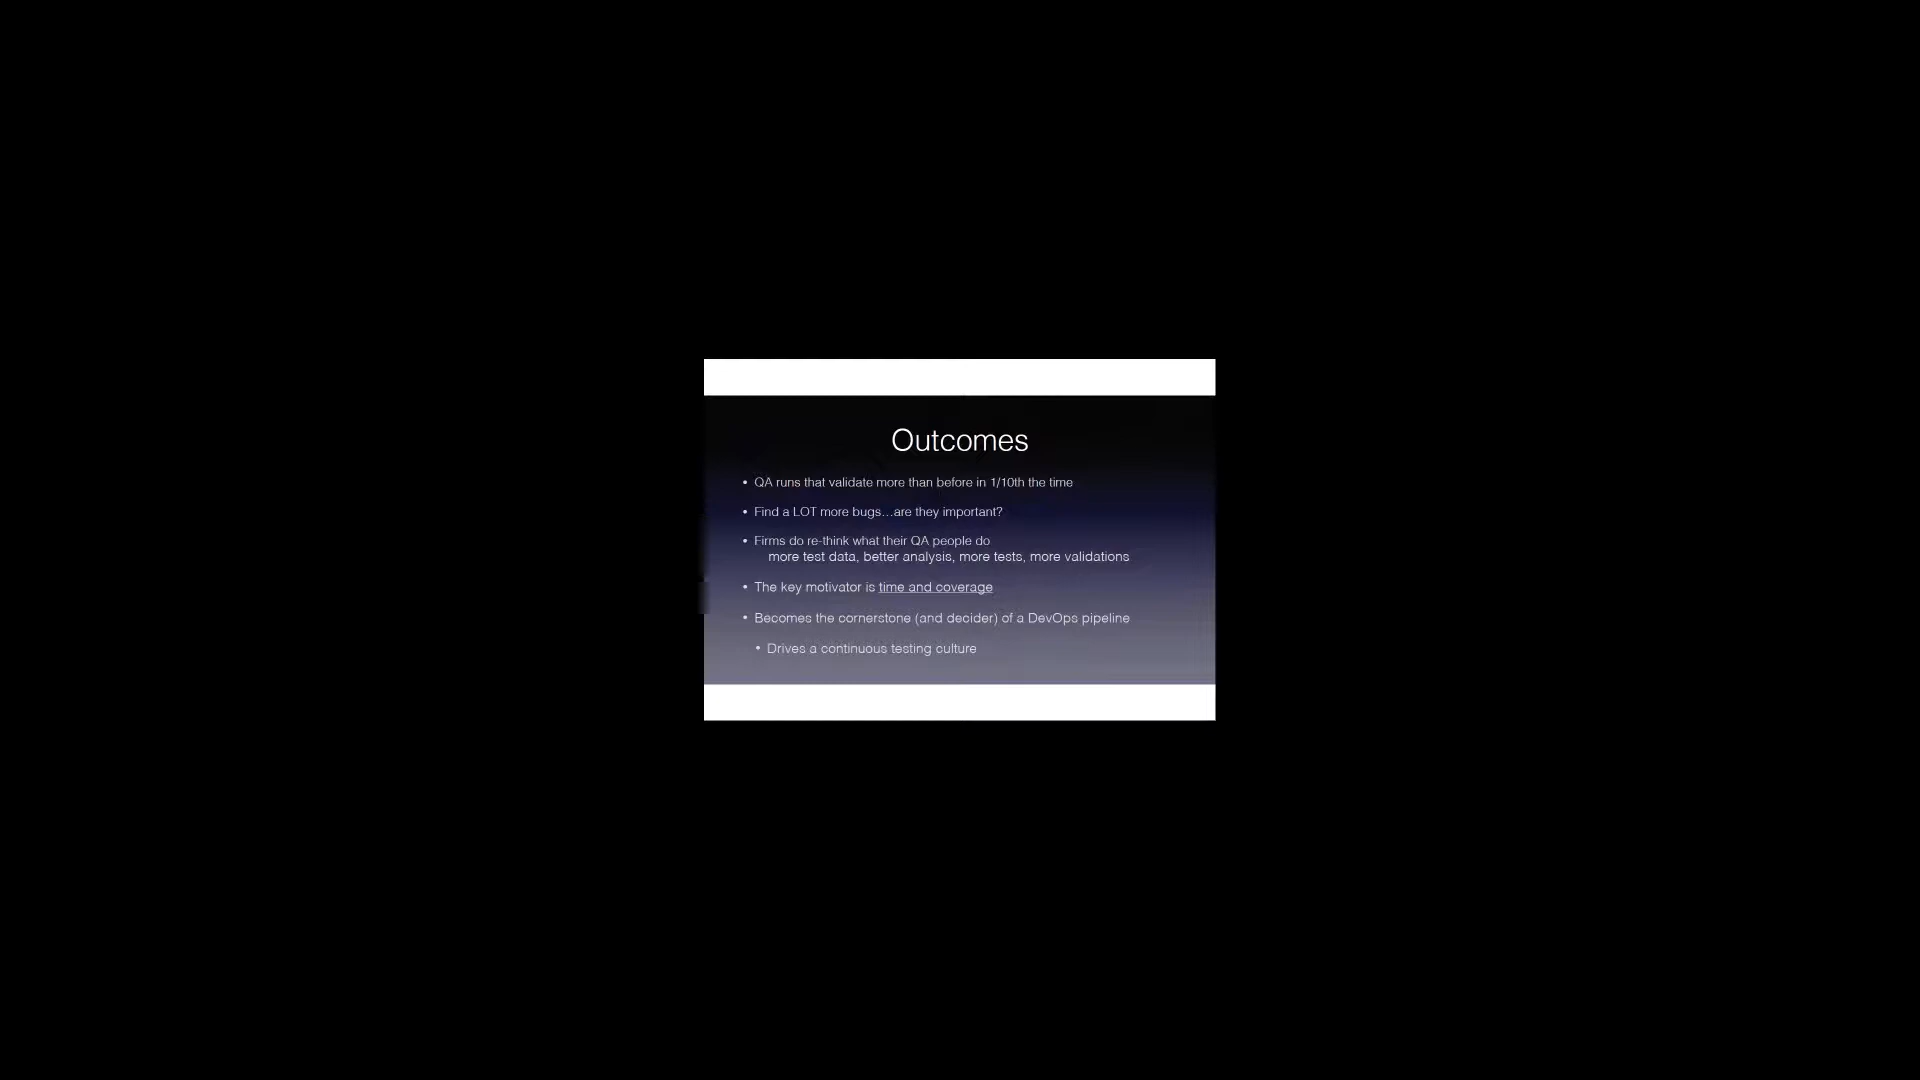 Outcomes
• QA runs that validate more than before in 1/10th the time
• Find a LOT more bugs...are they important?
• Firms do re-think what their QA people do
more test data, better analysis, more tests, more validations
• The key motivator is time and coverage
• Becomes the cornerstone (and decider) of a DevOps pipeline
• Drives a continuous testing culture